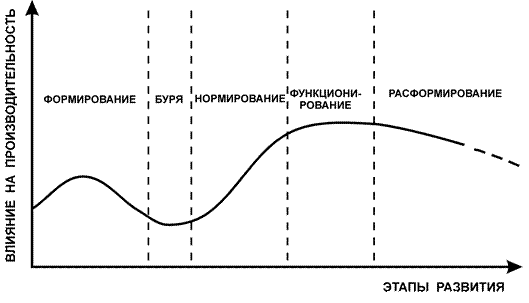 ВЛИЯНИЕ НА ПРОИЗВОДИТЕЛЬНОСТЬ
ФОРМИРОВАНИЕ
БУРЯ
НОРМИРОВАНИЕ
ФУНКЦИОНИ-
РОВАНИЕ
РАСФОРМИРОВАНИЕ
ЭТАПЫ РАЗВИТИЯ